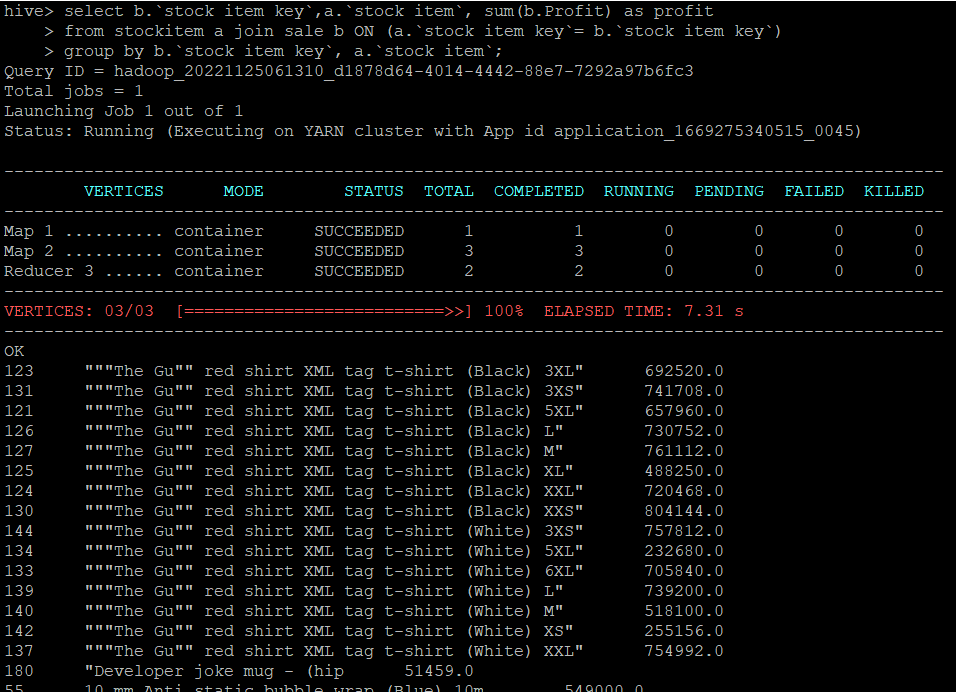 hive> select b.`stock item key`,a.`stock item`, sum(b.Profit) as profit
    > from stockitem a join sale b ON (a.`stock item key`= b.`stock item key`)
    > group by b.`stock item key`, a.`stock item`;
Query ID = hadoop_20221125061310_d1878d64-4014-4442-88e7-7292a97b6fc3
Total jobs = 1
Launching Job 1 out of 1
Status: Running (Executing on YARN cluster with App id application_1669275340515_0045)
----------------------------------------------------------------------------------------------
        VERTICES      MODE        STATUS  TOTAL  COMPLETED  RUNNING  PENDING  FAILED  KILLED
----------------------------------------------------------------------------------------------
Map 1 .......... container     SUCCEEDED      1          1        0        0       0       0
Map 2 .......... container     SUCCEEDED      3          3        0        0       0       0
Reducer 3 ...... container     SUCCEEDED      2          2        0        0       0       0
----------------------------------------------------------------------------------------------
VERTICES: 03/03  [==========================>>] 100%  ELAPSED TIME: 7.31 s
----------------------------------------------------------------------------------------------
OK
123     """The Gu"" red shirt XML tag t-shirt (Black) 3XL"      692520.0
131     """The Gu"" red shirt XML tag t-shirt (Black) 3XS"      741708.0
121     """The Gu"" red shirt XML tag t-shirt (Black) 5XL"      657960.0
126     """The Gu"" red shirt XML tag t-shirt (Black) L"        730752.0
127     """The Gu"" red shirt XML tag t-shirt (Black) M"        761112.0
125     """The Gu"" red shirt XML tag t-shirt (Black) XL"       488250.0
124     """The Gu"" red shirt XML tag t-shirt (Black) XXL"      720468.0
130     """The Gu"" red shirt XML tag t-shirt (Black) XXS"      804144.0
144     """The Gu"" red shirt XML tag t-shirt (White) 3XS"      757812.0
134     """The Gu"" red shirt XML tag t-shirt (White) 5XL"      232680.0
133     """The Gu"" red shirt XML tag t-shirt (White) 6XL"      705840.0
139     """The Gu"" red shirt XML tag t-shirt (White) L"        739200.0
140     """The Gu"" red shirt XML tag t-shirt (White) M"        518100.0
142     """The Gu"" red shirt XML tag t-shirt (White) XS"       255156.0
137     """The Gu"" red shirt XML tag t-shirt (White) XXL"      754992.0
180     "Developer joke mug - (hip      51459.0
55      10 mm Anti static bubble wrap (Blue) 10m        549000.0